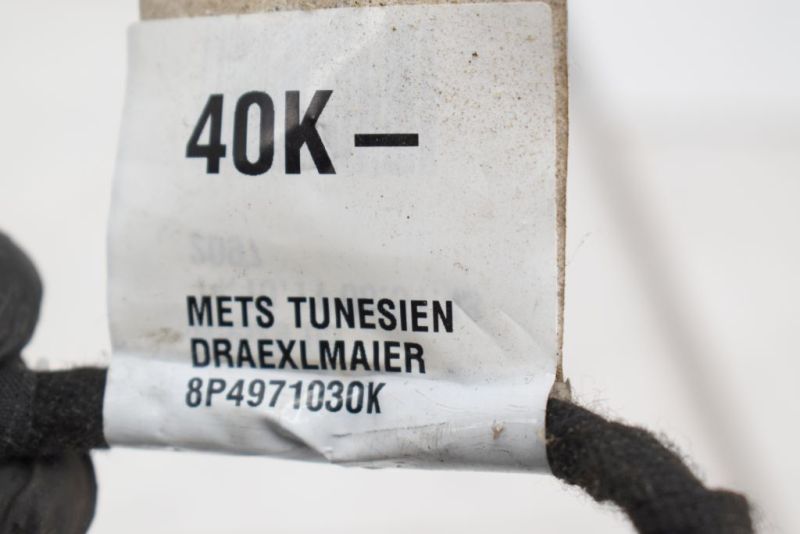 40K –
METS TUNESIEN
DRAEXLMAIER
8P4971030K